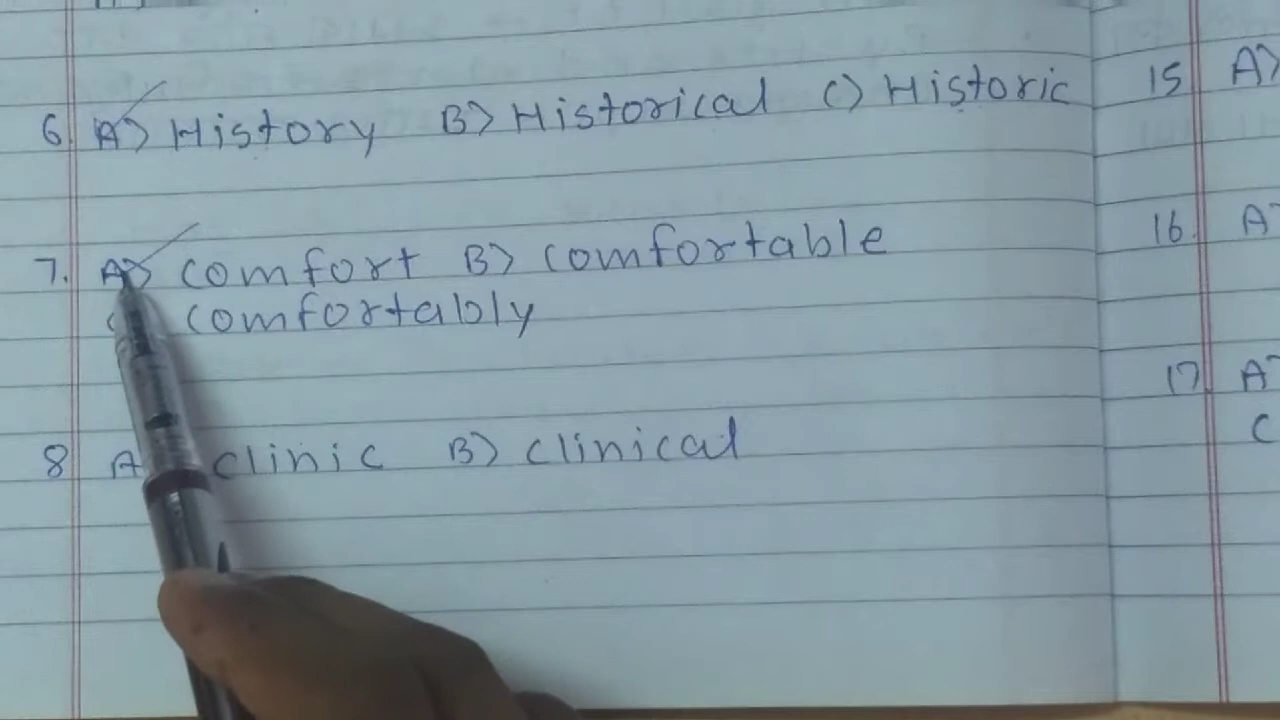 6. A) History B) Historical C) Historic
7. A) comfort B) comfortable
comfortably
8 A clinic B) clinical
15 A)
16. A
17 A
C